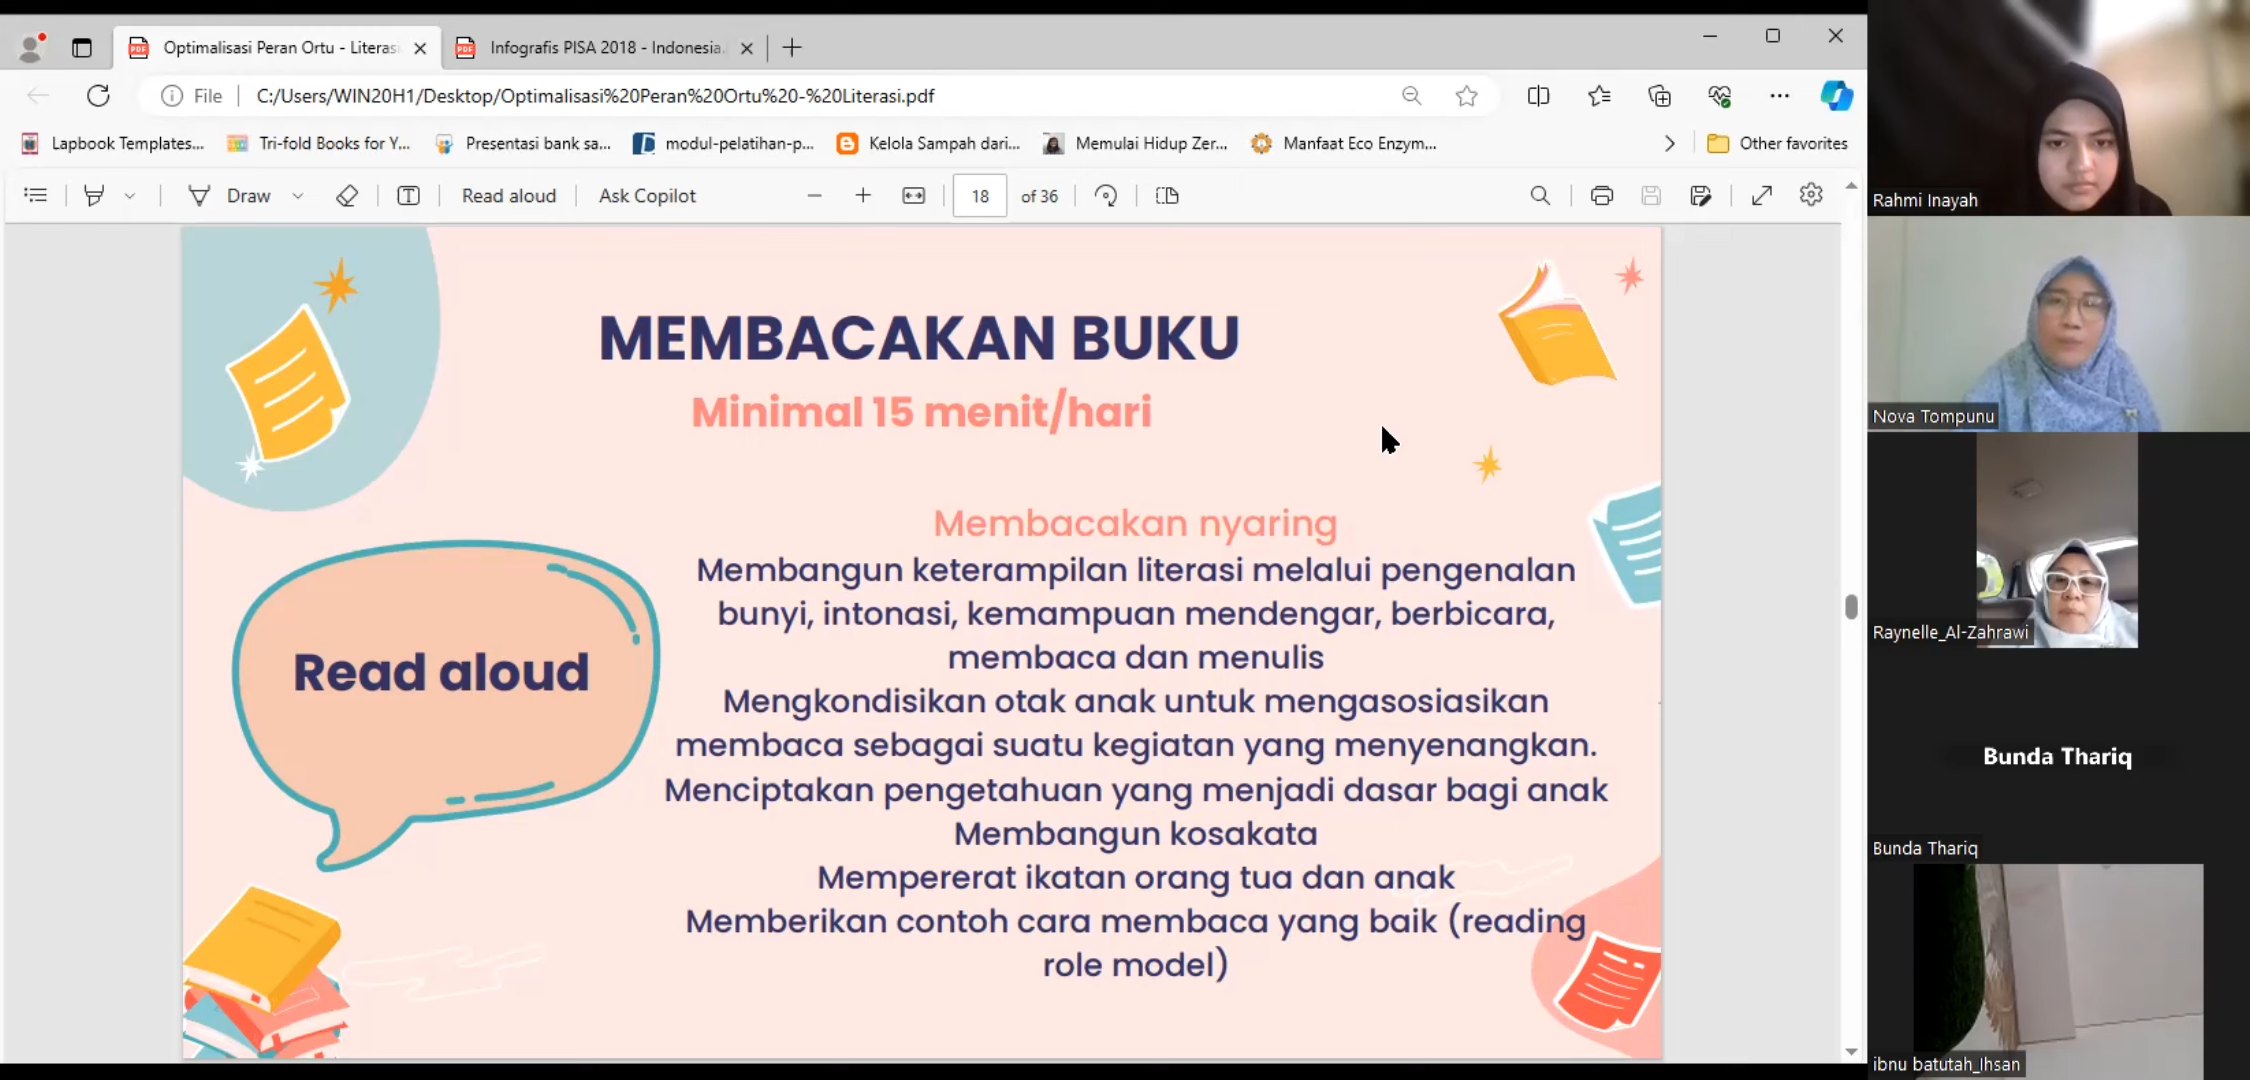 Optimalisasi Peran Ortu - Literas
Infografis PISA 2018 - Indonesia.
File
C:/Users/WIN20H1/Desktop/Optimalisasi%20Peran%20Ortu%20-%20Literasi.pdf
Lapbook Templates...
Tri-fold Books for Y...
Presentasi bank sa...
modul-pelatihan-p...
Kelola Sampah dari...
Memulai Hidup Zer...
Manfaat Eco Enzym...
Other favorites
Draw
Read aloud
Ask Copilot
18 of 36
MEMBACAKAN BUKU
Minimal 15 menit/hari
Read aloud
Membacakan nyaring
Membangun keterampilan literasi melalui pengenalan
bunyi, intonasi, kemampuan mendengar, berbicara,
membaca dan menulis
Mengkondisikan otak anak untuk mengasosiasikan
membaca sebagai suatu kegiatan yang menyenangkan.
Menciptakan pengetahuan yang menjadi dasar bagi anak
Membangun kosakata
Mempererat ikatan orang tua dan anak
Memberikan contoh cara membaca yang baik (reading
role model)
Rahmi Inayah
Nova Tompunu
Raynelle_Al-Zahrawi
Bunda Thariq
Bunda Thariq
ibnu batutah_Ihsan